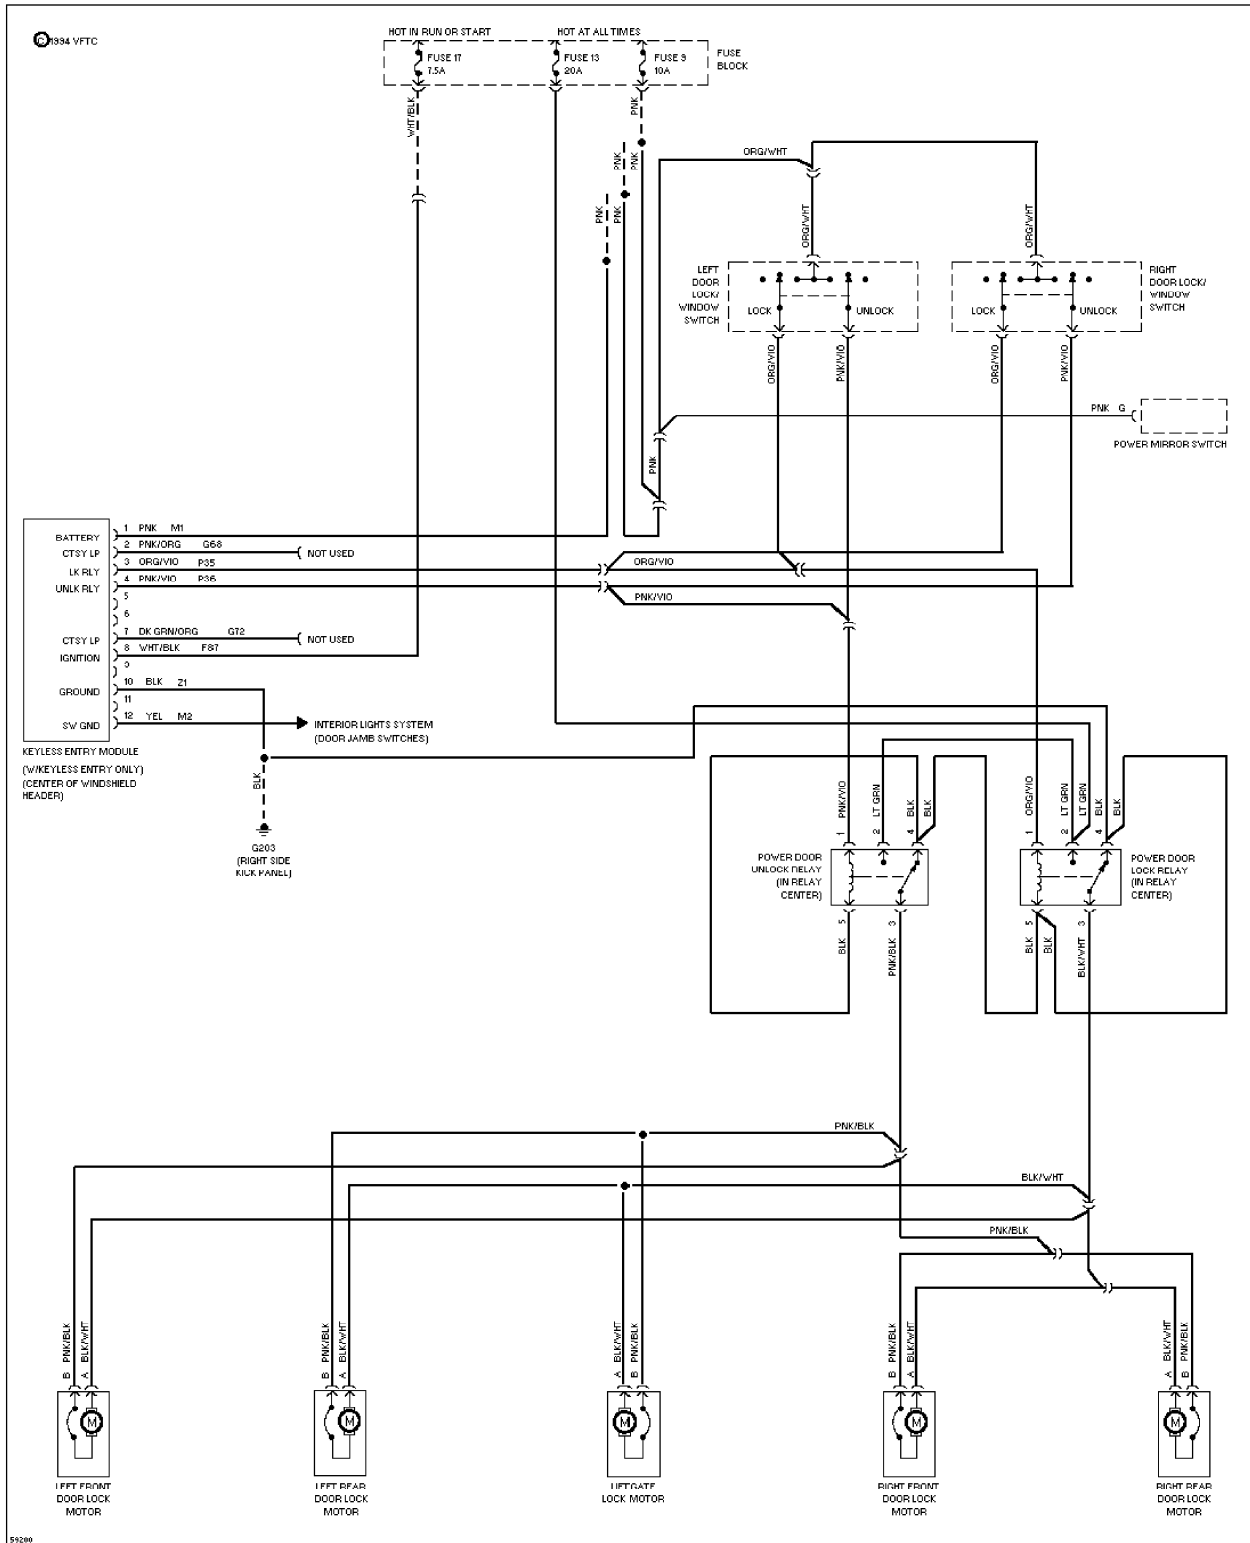 ©1994 VFTC
HOT IN RUN OR START
HOT AT ALL TIMES
FUSE 17
7.5A
FUSE 13
20A
FUSE 9
10A
FUSE
BLOCK
WHT/BLK
PNK
PNK
PNK
PNK
PNK
ORG/WHT
ORG/WHT
ORG/WHT
LEFT
DOOR
LOCK/
WINDOW
SWITCH
LOCK
UNLOCK
LOCK
UNLOCK
RIGHT
DOOR LOCK/
WINDOW
SWITCH
ORG/VIO
PNK/VIO
ORG/VIO
PNK/VIO
PNK G
POWER MIRROR SWITCH
PNK
BATTERY
1 PNK M1
CTSY LP
2 PNK/ORG G68
NOT USED
LK RLY
3 ORG/VIO P35
ORG/VIO
UNLK RLY
4 PNK/VIO P36
PNK/VIO
5
6
CTSY LP
7 DK GRN/ORG G72
NOT USED
IGNITION
8 WHT/BLK F87
9
GROUND
10 BLK Z1
11
SW GND
12 YEL M2
INTERIOR LIGHTS SYSTEM
(DOOR JAMB SWITCHES)
KEYLESS ENTRY MODULE
(W/KEYLESS ENTRY ONLY)
(CENTER OF WINDSHIELD
HEADER)
BLK
G203
(RIGHT SIDE
KICK PANEL)
1 PNK/VIO
2 LT GRN
4 BLK
BLK
1 ORG/VIO
2 LT GRN
LT GRN
4 BLK
BLK
POWER DOOR
UNLOCK RELAY
(IN RELAY
CENTER)
POWER DOOR
LOCK RELAY
(IN RELAY
CENTER)
BLK 5
PNK/BLK 3
BLK 5
BLK
BLK/WHT 3
PNK/BLK
BLK/WHT
PNK/BLK
B PNK/BLK
A BLK/WHT
B PNK/BLK
A BLK/WHT
A BLK/WHT
B PNK/BLK
B PNK/BLK
A BLK/WHT
A BLK/WHT
B PNK/BLK
M
M
M
M
M
LEFT FRONT
DOOR LOCK
MOTOR
LEFT REAR
DOOR LOCK
MOTOR
LIFTGATE
LOCK MOTOR
RIGHT FRONT
DOOR LOCK
MOTOR
RIGHT REAR
DOOR LOCK
MOTOR
59200